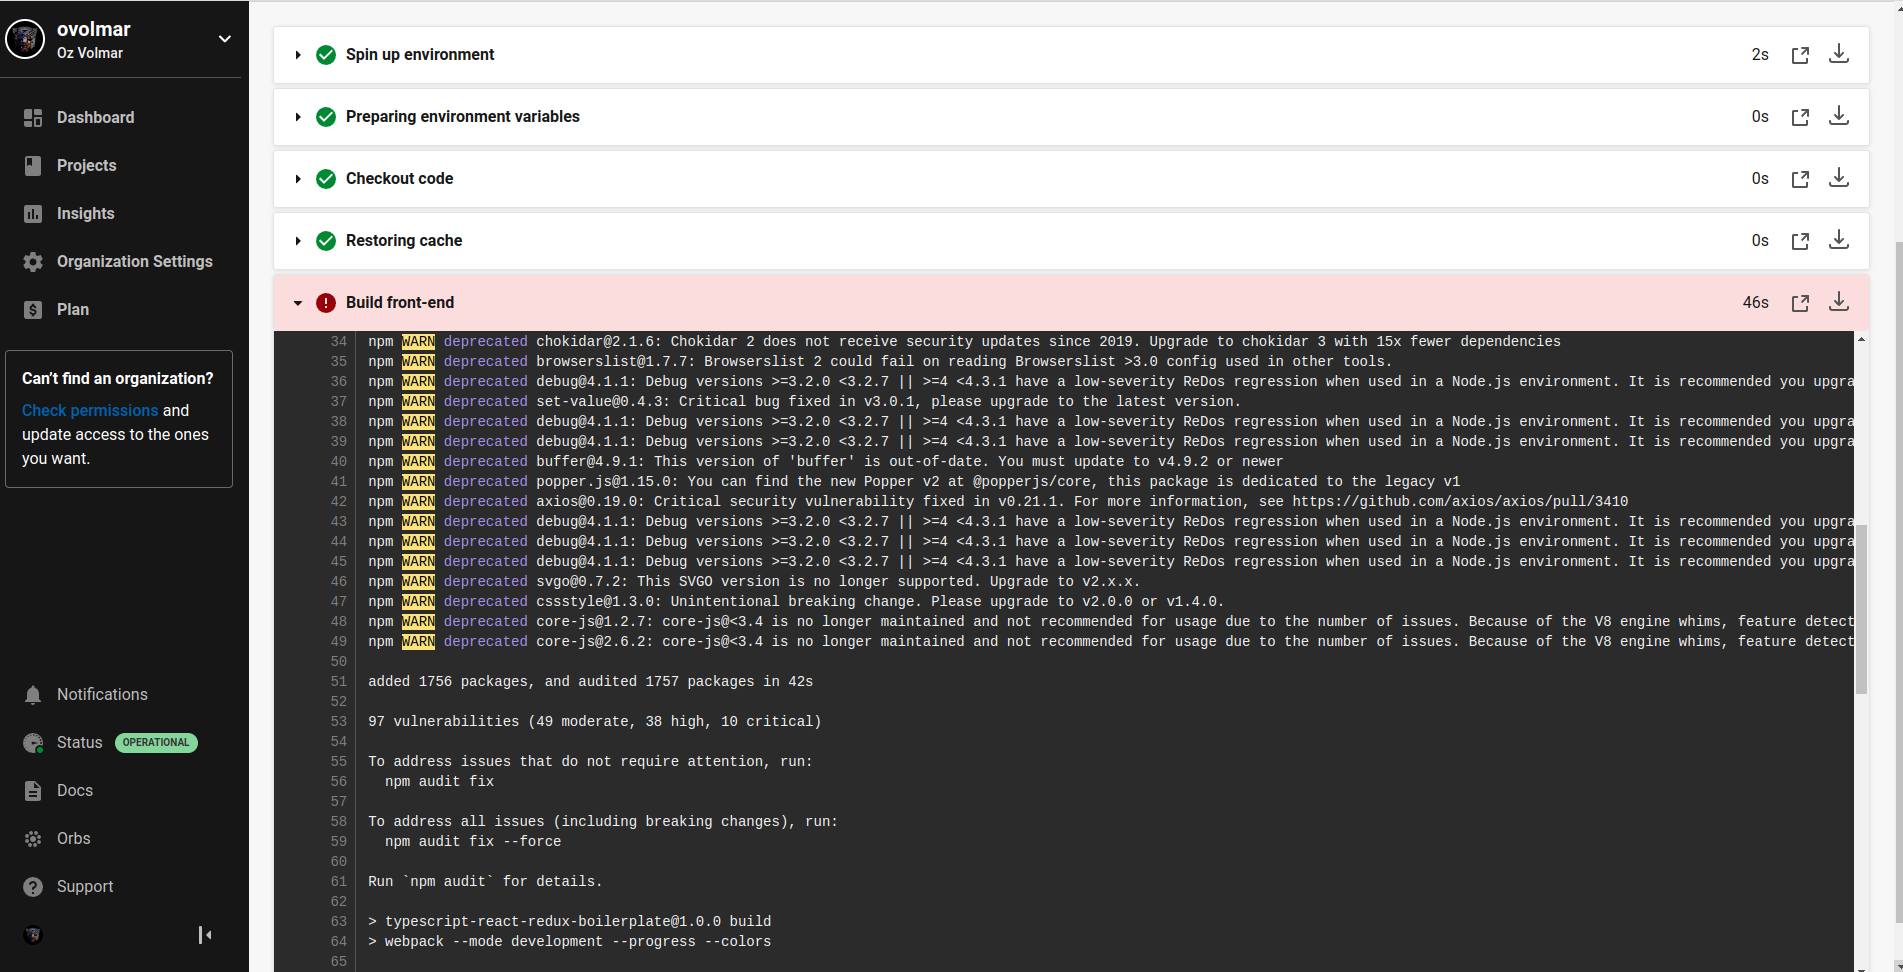 ovolmar
Oz Volmar
Dashboard
Projects
Insights
Organization Settings
Plan
Can't find an organization?
Check permissions and
update access to the ones
you want.
Notifications
Status OPERATIONAL
Docs
Orbs
Support
Spin up environment 2s
Preparing environment variables 0s
Checkout code 0s
Restoring cache 0s
Build front-end 46s
34 npm WARN deprecated chokidar@2.1.6: Chokidar 2 does not receive security updates since 2019. Upgrade to chokidar 3 with 15x fewer dependencies
35 npm WARN deprecated browserslist@1.7.7: Browserslist 2 could fail on reading Browserslist >3.0 config used in other tools.
36 npm WARN deprecated debug@4.1.1: Debug versions >=3.2.0 <3.2.7 || >=4 <4.3.1 have a low-severity ReDos regression when used in a Node.js environment. It is recommended you upgra
37 npm WARN deprecated set-value@0.4.3: Critical bug fixed in v3.0.1, please upgrade to the latest version.
38 npm WARN deprecated debug@4.1.1: Debug versions >=3.2.0 <3.2.7 || >=4 <4.3.1 have a low-severity ReDos regression when used in a Node.js environment. It is recommended you upgra
39 npm WARN deprecated debug@4.1.1: Debug versions >=3.2.0 <3.2.7 || >=4 <4.3.1 have a low-severity ReDos regression when used in a Node.js environment. It is recommended you upgra
40 npm WARN deprecated buffer@4.9.1: This version of 'buffer' is out-of-date. You must update to v4.9.2 or newer
41 npm WARN deprecated popper.js@1.15.0: You can find the new Popper v2 at @popperjs/core, this package is dedicated to the legacy v1
42 npm WARN deprecated axios@0.19.0: Critical security vulnerability fixed in v0.21.1. For more information, see https://github.com/axios/axios/pull/3410
43 npm WARN deprecated debug@4.1.1: Debug versions >=3.2.0 <3.2.7 || >=4 <4.3.1 have a low-severity ReDos regression when used in a Node.js environment. It is recommended you upgra
44 npm WARN deprecated debug@4.1.1: Debug versions >=3.2.0 <3.2.7 || >=4 <4.3.1 have a low-severity ReDos regression when used in a Node.js environment. It is recommended you upgra
45 npm WARN deprecated debug@4.1.1: Debug versions >=3.2.0 <3.2.7 || >=4 <4.3.1 have a low-severity ReDos regression when used in a Node.js environment. It is recommended you upgra
46 npm WARN deprecated svgo@0.7.2: This SVGO version is no longer supported. Upgrade to v2.x.x.
47 npm WARN deprecated cssstyle@1.3.0: Unintentional breaking change. Please upgrade to v2.0.0 or v1.4.0.
48 npm WARN deprecated core-js@1.2.7: core-js@<3.4 is no longer maintained and not recommended for usage due to the number of issues. Because of the V8 engine whims, feature detect
49 npm WARN deprecated core-js@2.6.2: core-js@<3.4 is no longer maintained and not recommended for usage due to the number of issues. Because of the V8 engine whims, feature detect
50
51 added 1756 packages, and audited 1757 packages in 42s
52
53 97 vulnerabilities (49 moderate, 38 high, 10 critical)
54
55 To address issues that do not require attention, run:
56 npm audit fix
57
58 To address all issues (including breaking changes), run:
59 npm audit fix --force
60
61 Run `npm audit` for details.
62
63 > typescript-react-redux-boilerplate@1.0.0 build
64 > webpack --mode development --progress --colors
65